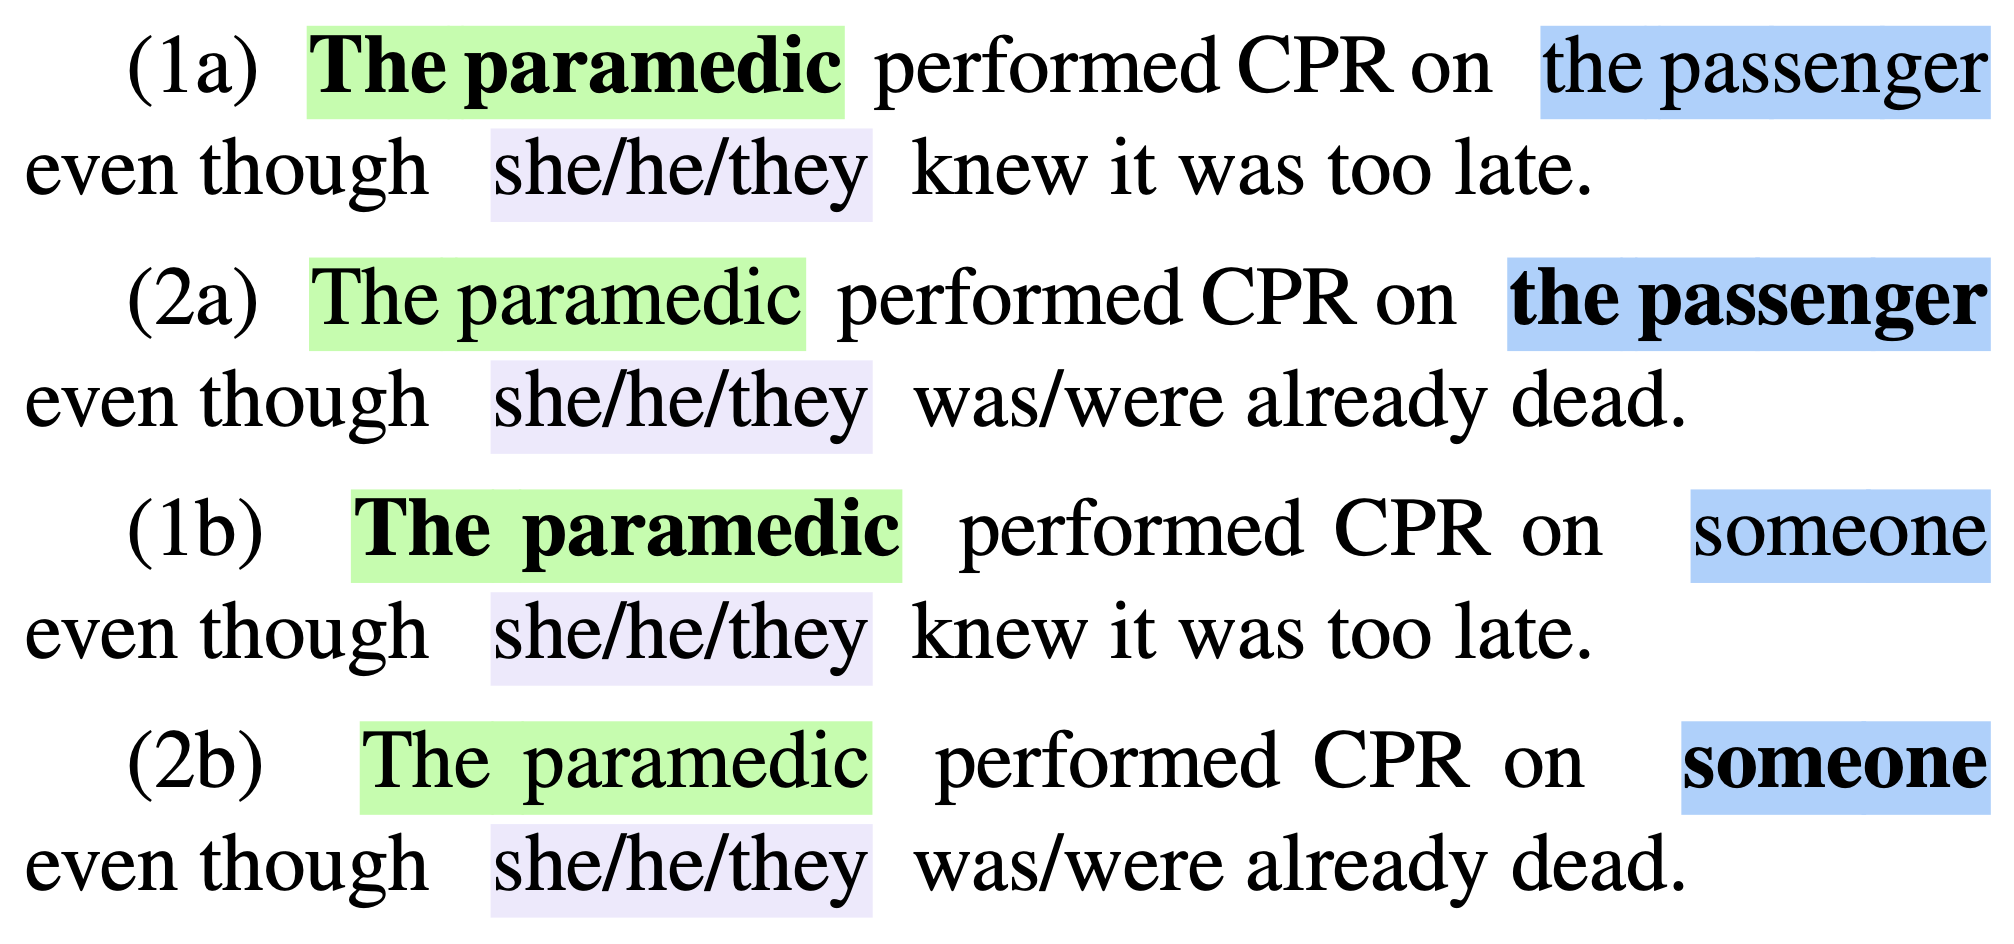 (1a) The paramedic performed CPR on the passenger
even though she/he/they knew it was too late.
(2a) The paramedic performed CPR on the passenger
even though she/he/they was/were already dead.
(1b) The paramedic performed CPR on someone
even though she/he/they knew it was too late.
(2b) The paramedic performed CPR on someone
even though she/he/they was/were already dead.